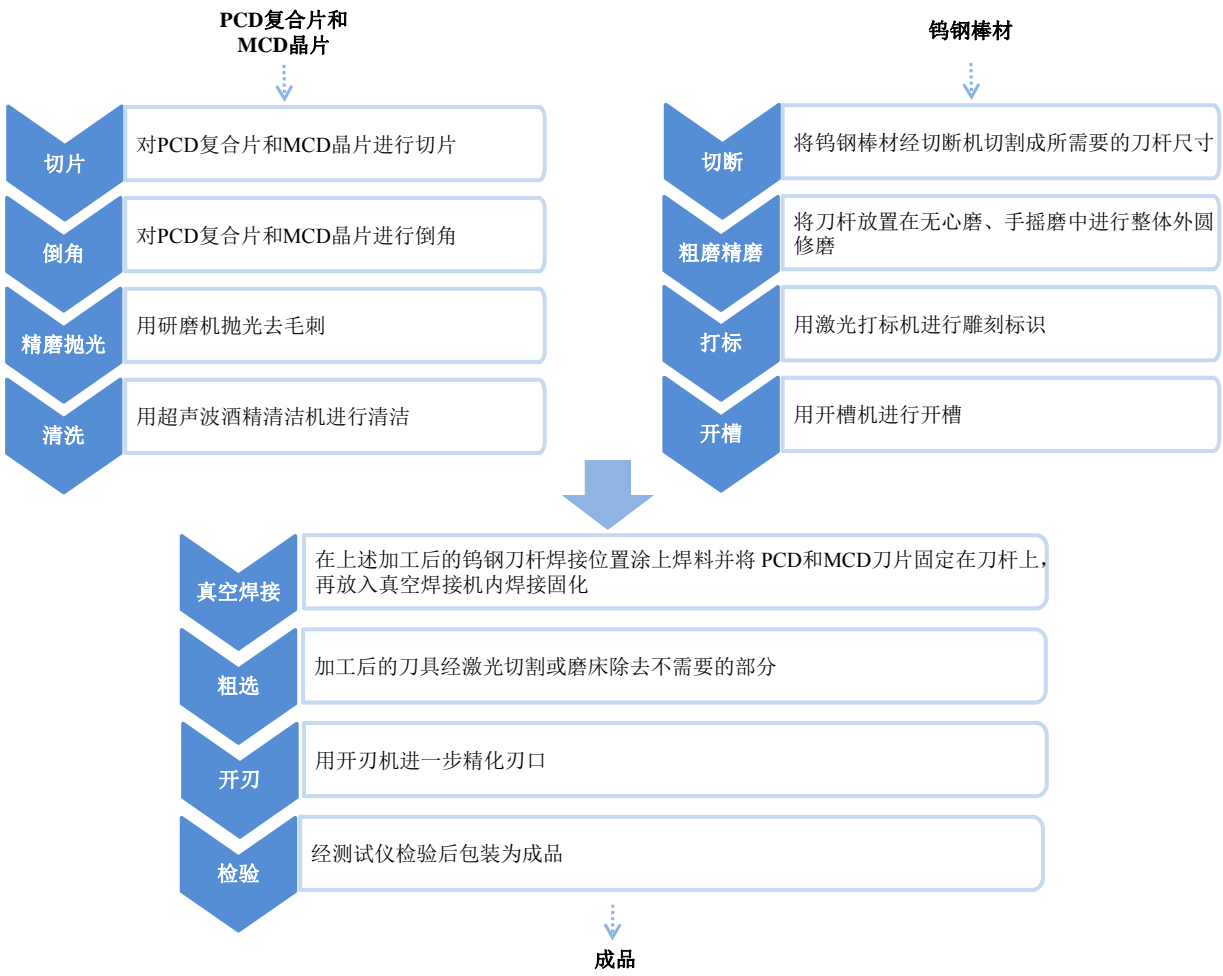 PCD复合片和
MCD晶片
切片
对PCD复合片和MCD晶片进行切片
倒角
对PCD复合片和MCD晶片进行倒角
精磨抛光
用研磨机抛光去毛刺
清洗
用超声波酒精清洁机进行清洁
钨钢棒材
切断
将钨钢棒材经切断机切割成所需要的刀杆尺寸
粗磨精磨
将刀杆放置在无心磨、手摇磨中进行整体外圆
修磨
打标
用激光打标机进行雕刻标识
开槽
用开槽机进行开槽
真空焊接
在上述加工后的钨钢刀杆焊接位置涂上焊料并将 PCD和MCD刀片固定在刀杆上，
再放入真空焊接机内焊接固化
粗选
加工后的刀具经激光切割或磨床除去不需要的部分
开刃
用开刃机进一步精化刃口
检验
经测试仪检验后包装为成品
成品